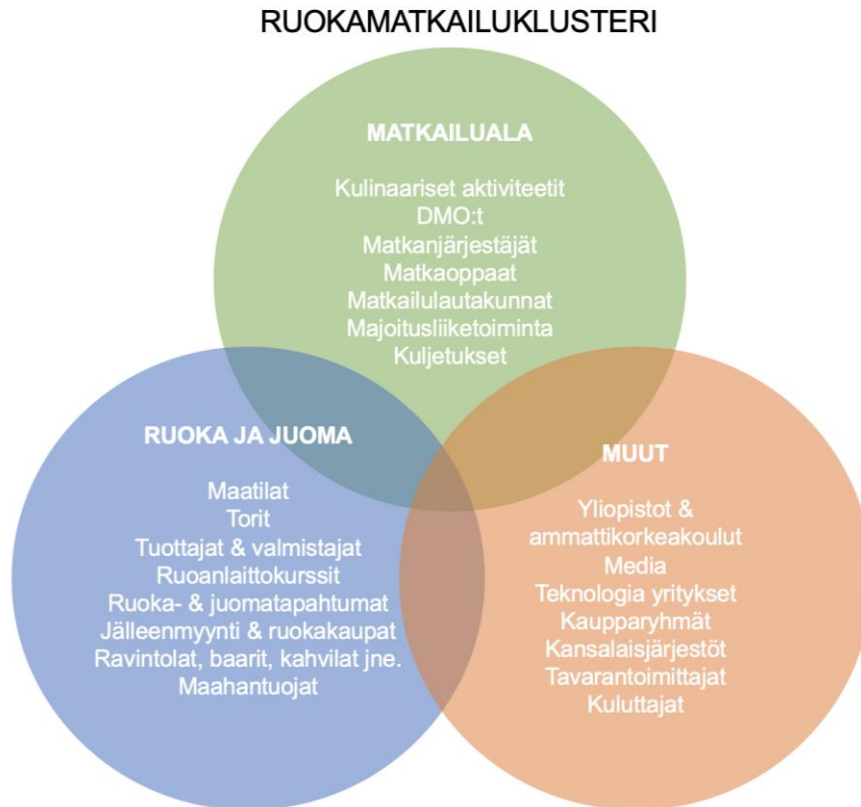 RUOKAMATKAILUKLUSTERI
MATKAILUALA
Kulinaariset aktiviteetit
DMO:t
Matkanjärjestäjät
Matkaoppaat
Matkailulautakunnat
Majoitusliiketoiminta
Kuljetukset
RUOKA JA JUOMA
Maatilat
Torit
Tuottajat & valmistajat
Ruoanlaittokurssit
Ruoka- & juomatapahtumat
Jälleenmyynti & ruokakaupat
Ravintolat, baarit, kahvilat jne.
Maahantuojat
MUUT
Yliopistot &
ammattikorkeakoulut
Media
Teknologia yritykset
Kaupparyhmät
Kansalaisjärjestöt
Tavarantoimittajat
Kuluttajat